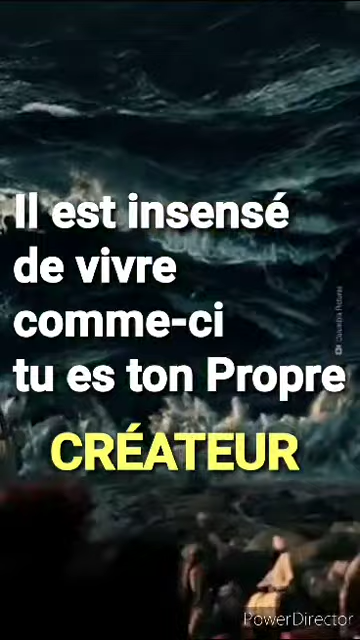 Il est insensé
de vivre
comme-ci
tu es ton Propre
CRÉATEUR
PowerDirector